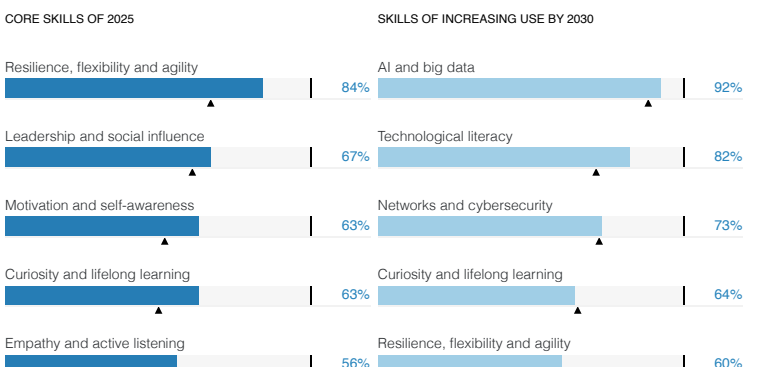 CORE SKILLS OF 2025
Resilience, flexibility and agility
84%
Leadership and social influence
67%
Motivation and self-awareness
63%
Curiosity and lifelong learning
63%
Empathy and active listening
56%
SKILLS OF INCREASING USE BY 2030
AI and big data
92%
Technological literacy
82%
Networks and cybersecurity
73%
Curiosity and lifelong learning
64%
Resilience, flexibility and agility
60%